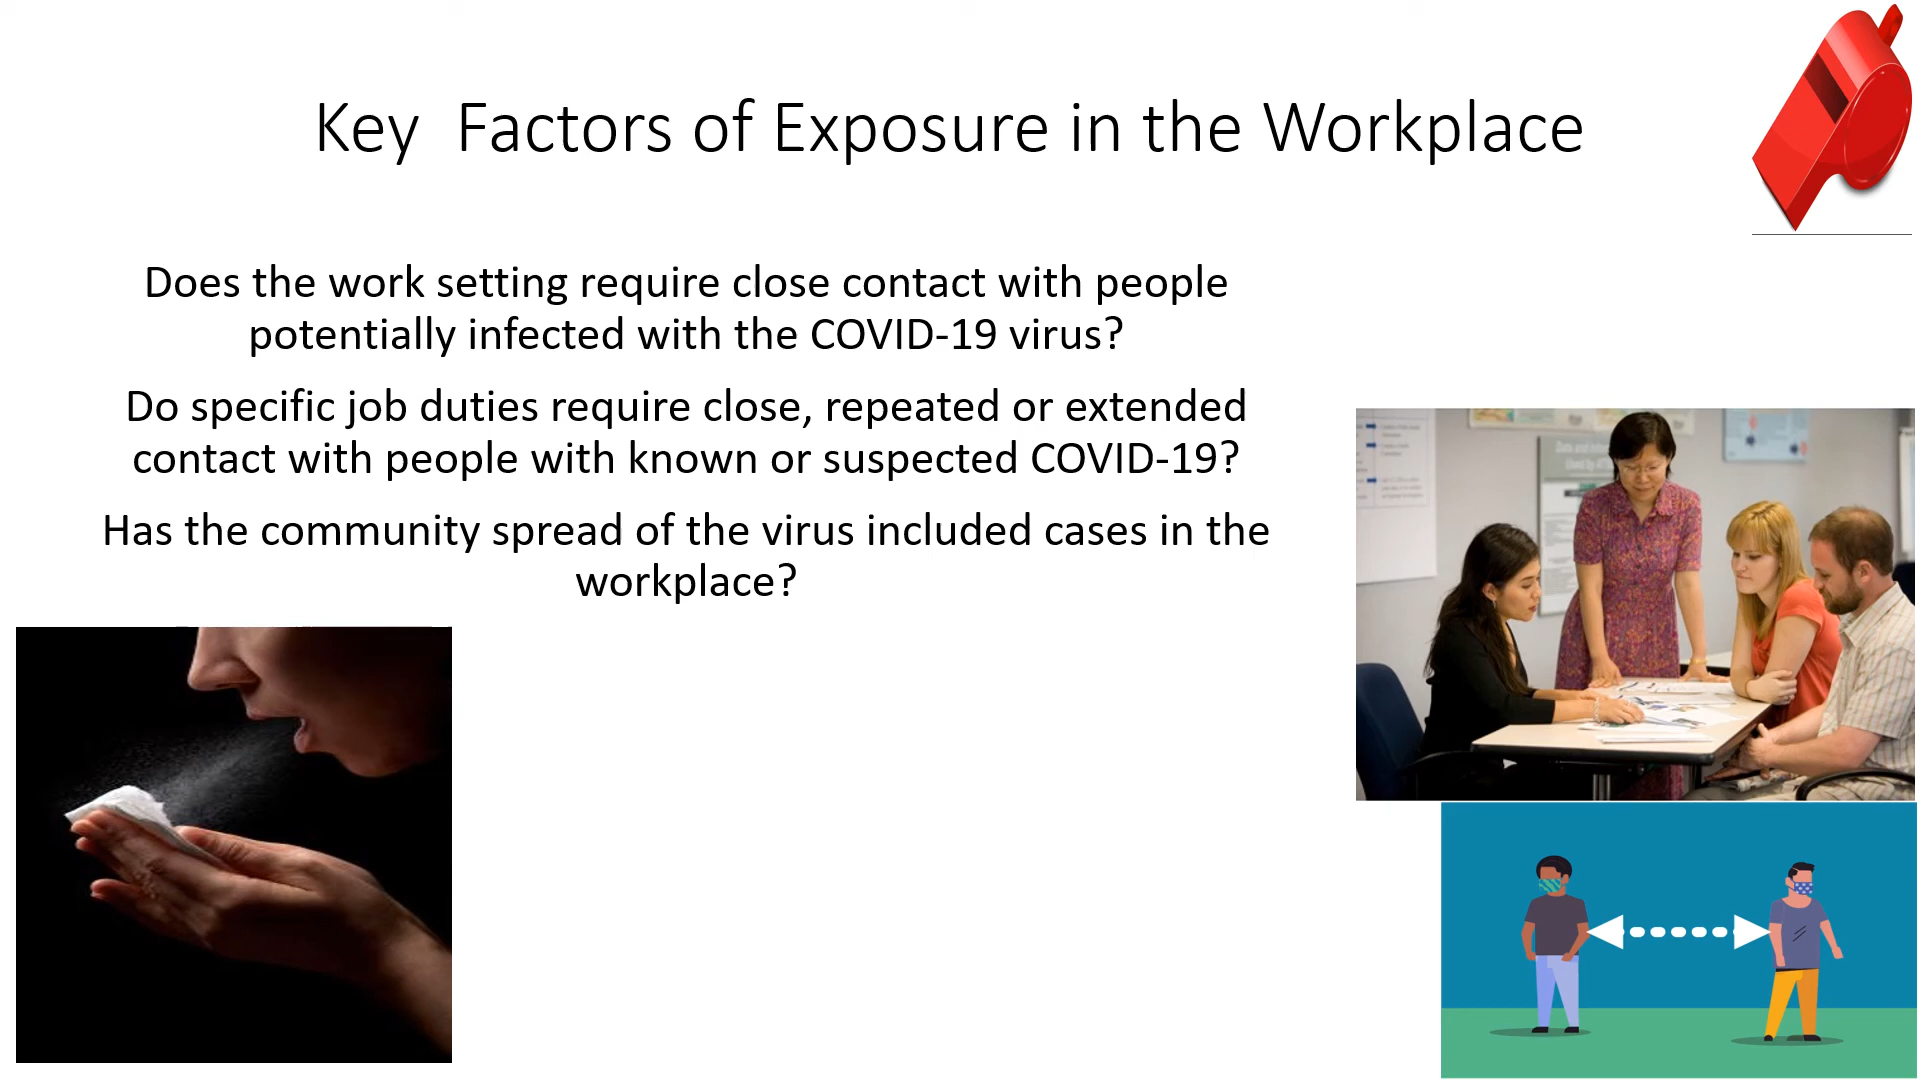 Key  Factors of Exposure in the Workplace
Does the work setting require close contact with people
potentially infected with the COVID-19 virus?
Do specific job duties require close, repeated or extended
contact with people with known or suspected COVID-19?
Has the community spread of the virus included cases in the
workplace?